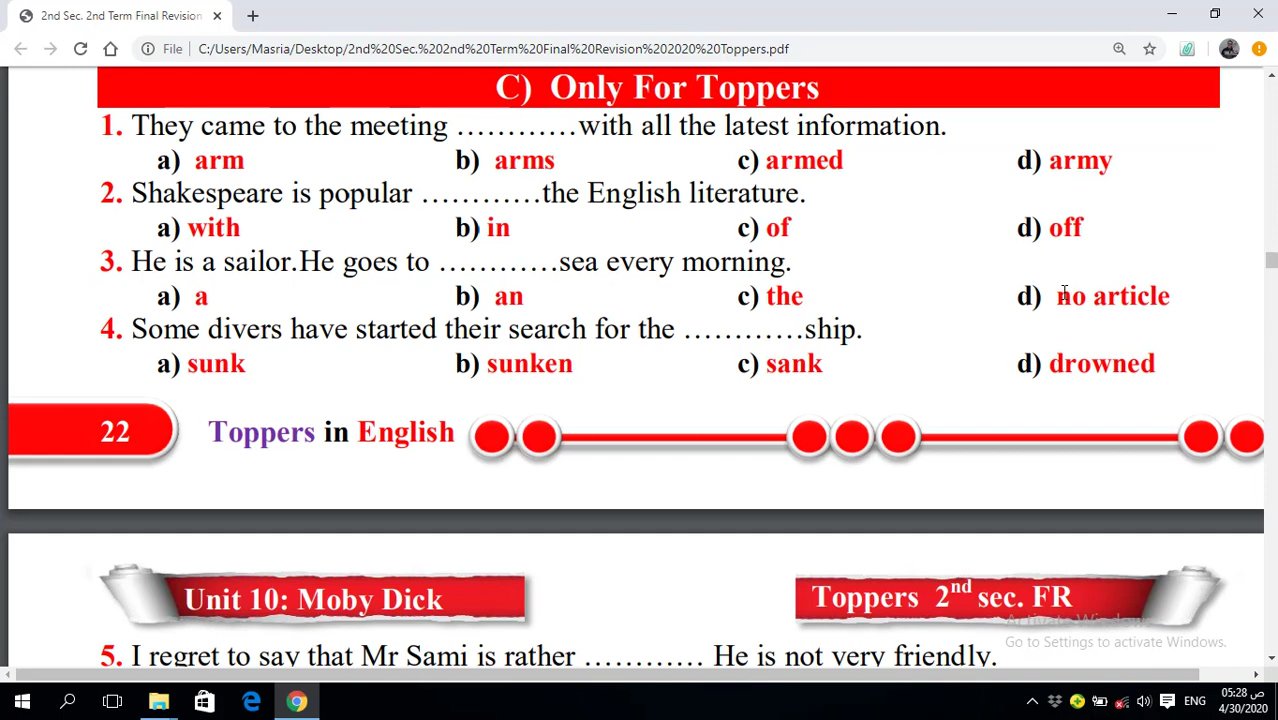 2nd Sec. 2nd Term Final Revision
File C:/Users/Masria/Desktop/2nd%20Sec.%202nd%20Term%20Final%20Revision%202020%20Toppers.pdf
C) Only For Toppers
1. They came to the meeting …………with all the latest information.
a) arm b) arms c) armed d) army
2. Shakespeare is popular …………the English literature.
a) with b) in c) of d) off
3. He is a sailor.He goes to …………sea every morning.
a) a b) an c) the d) no article
4. Some divers have started their search for the …………ship.
a) sunk b) sunken c) sank d) drowned
22 Toppers in English
Unit 10: Moby Dick Toppers 2nd sec. FR
Activate Windows
Go to Settings to activate Windows.
5. I regret to say that Mr Sami is rather ………… He is not very friendly.
ENG 05:28 ص
4/30/2020